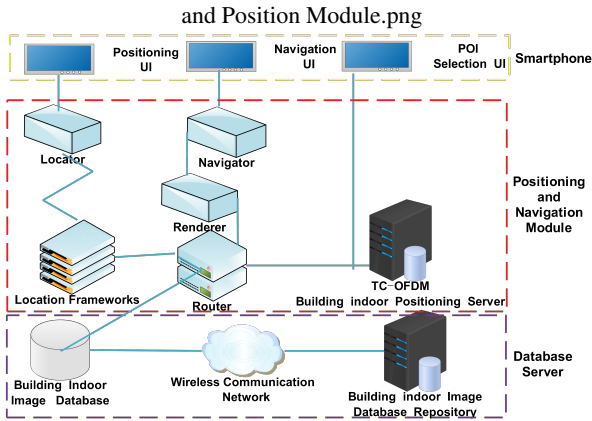 and Position Module.png
Positioning
UI
Navigation
UI
POI
Selection UI
Smartphone
Locator
Navigator
Renderer
Positioning
and
Navigation
Module
Location Frameworks
Router
TC-OFDM
Building indoor Positioning Server
Building Indoor
Image Database
Wireless Communication
Network
Building indoor Image
Database Repository
Database
Server